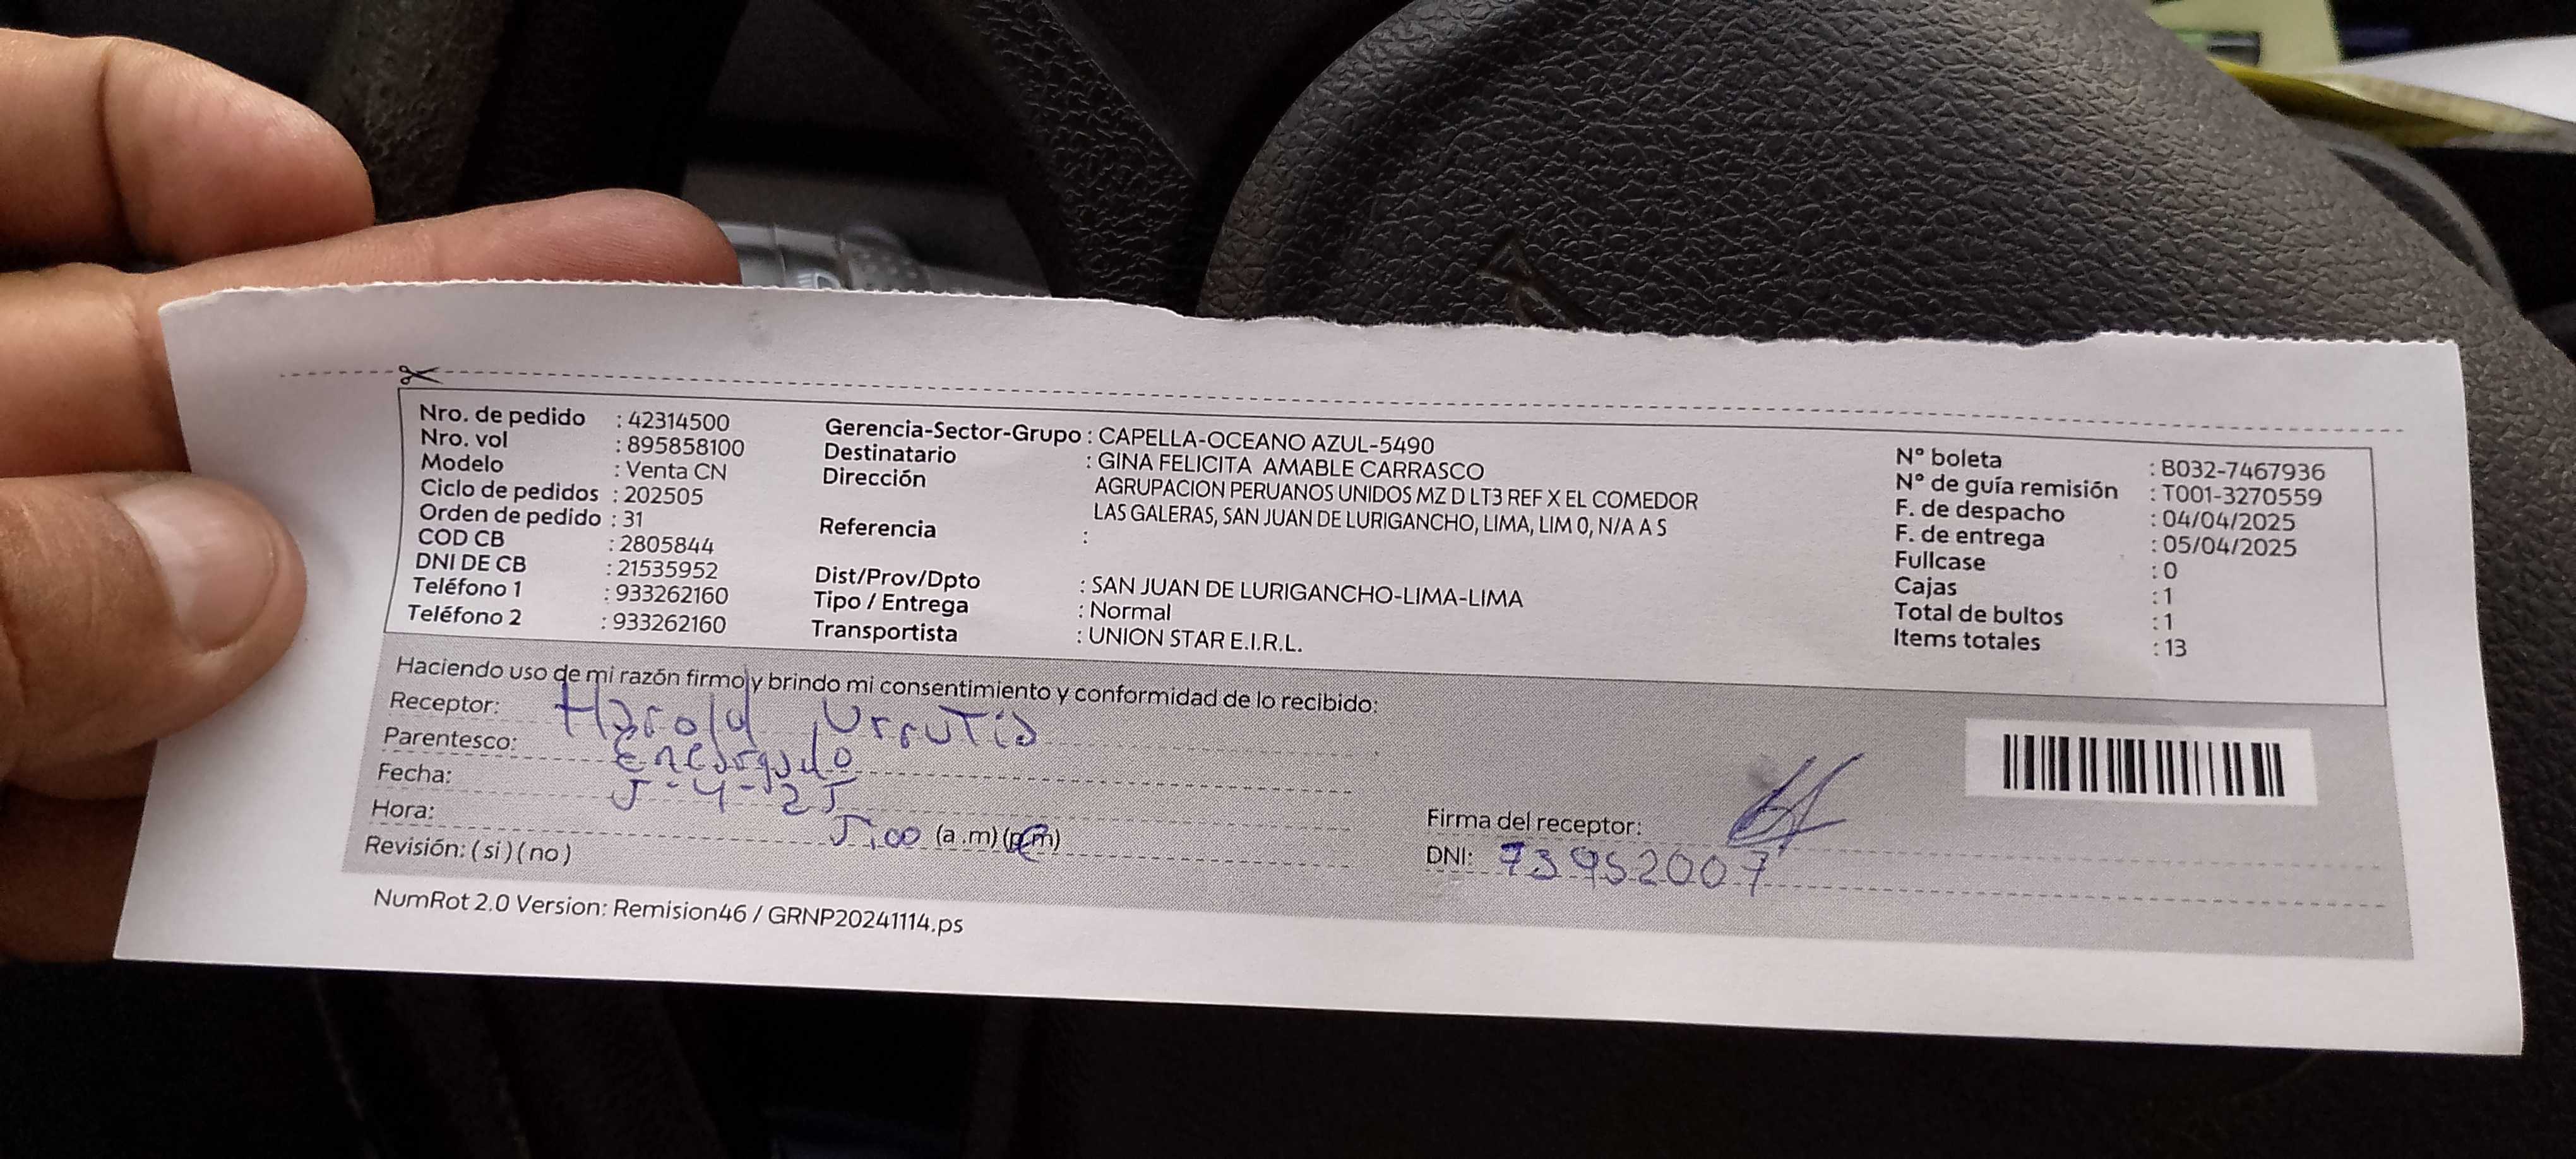 Nro. de pedido : 42314500
Nro. vol : 895858100
Modelo : Venta CN
Ciclo de pedidos : 202505
Orden de pedido : 31
COD CB : 2805844
DNI DE CB : 21535952
Teléfono 1 : 933262160
Teléfono 2 : 933262160
Gerencia-Sector-Grupo : CAPELLA-OCEANO AZUL-5490
Destinatario : GINA FELICITA AMABLE CARRASCO
Dirección AGRUPACION PERUANOS UNIDOS MZ D LT3 REF X EL COMEDOR
LAS GALERAS, SAN JUAN DE LURIGANCHO, LIMA, LIM 0, N/A A S
Referencia :
Dist/Prov/Dpto : SAN JUAN DE LURIGANCHO-LIMA-LIMA
Tipo / Entrega : Normal
Transportista : UNION STAR E.I.R.L.
N° boleta : B032-7467936
N° de guía remisión : T001-3270559
F. de despacho : 04/04/2025
F. de entrega : 05/04/2025
Fullcase : 0
Cajas : 1
Total de bultos : 1
Items totales : 13
Haciendo uso de mi razón firmo y brindo mi consentimiento y conformidad de lo recibido:
Receptor: Harold Urrutia
Parentesco: Encargado
Fecha: 5-4-25
Hora: 5:00 (a.m) (p.m)
Revisión: ( si ) ( no )
Firma del receptor:
DNI: 73952007
NumRot 2.0 Version: Remision46 / GRNP20241114.ps